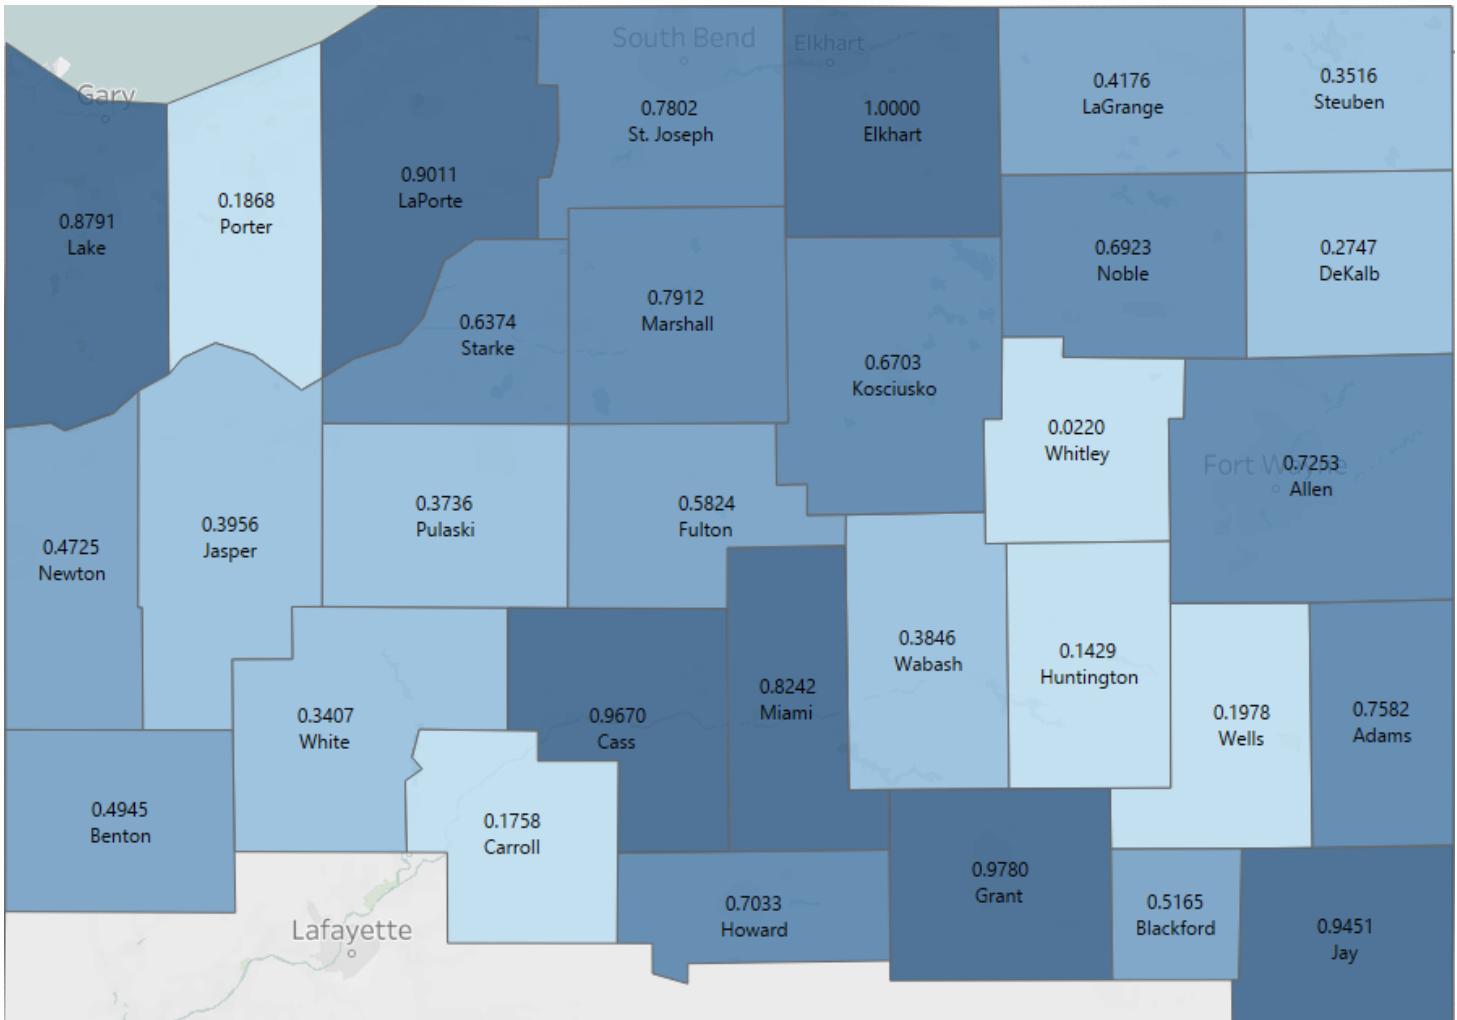 South Bend
Elkhart
Gary
0.4176
LaGrange
0.3516
Steuben
0.7802
St. Joseph
1.0000
Elkhart
0.9011
LaPorte
0.1868
Porter
0.8791
Lake
0.6923
Noble
0.2747
DeKalb
0.7912
Marshall
0.6374
Starke
0.6703
Kosciusko
0.0220
Whitley
Fort Wayne
0.7253
Allen
0.3736
Pulaski
0.5824
Fulton
0.3956
Jasper
0.4725
Newton
0.3846
Wabash
0.1429
Huntington
0.8242
Miami
0.1978
Wells
0.7582
Adams
0.3407
White
0.9670
Cass
0.4945
Benton
0.1758
Carroll
0.9780
Grant
0.5165
Blackford
0.7033
Howard
0.9451
Jay
Lafayette